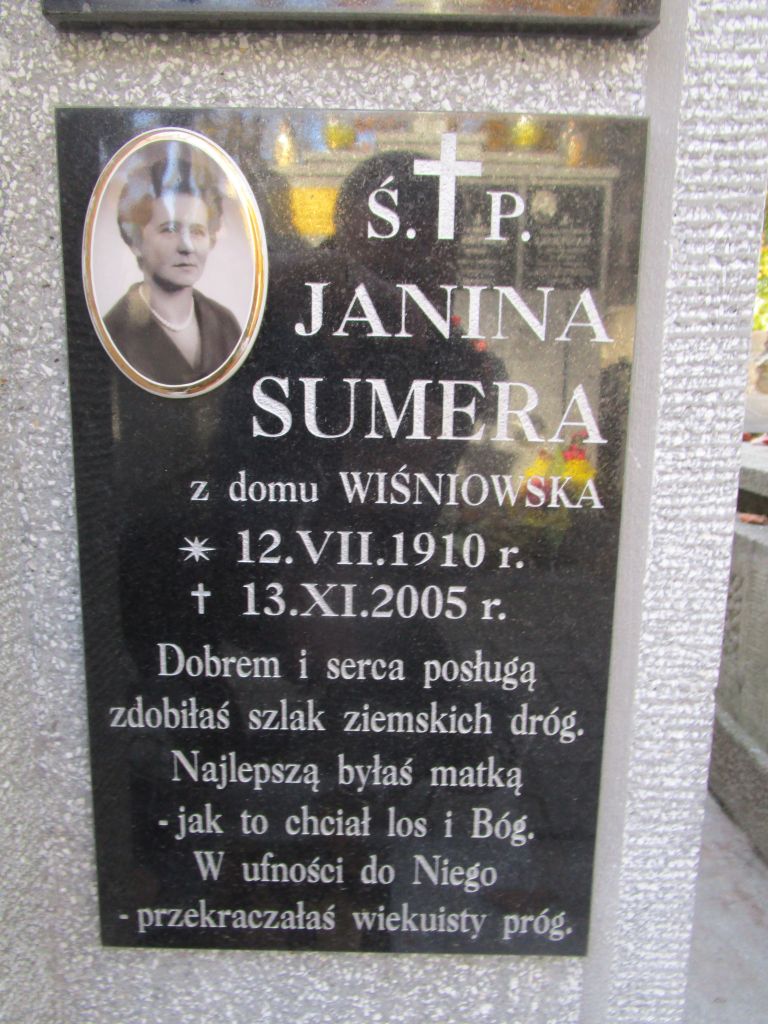 Ś. P.
JANINA
SUMERA
z domu WIŚNIOWSKA
12.VII.1910 r.
13.XI.2005 r.
Dobrem i serca posługą
zdobiłaś szlak ziemskich dróg.
Najlepszą byłaś matką
- jak to chciał los i Bóg.
W ufności do Niego
- przekraczałaś wiekuisty próg.